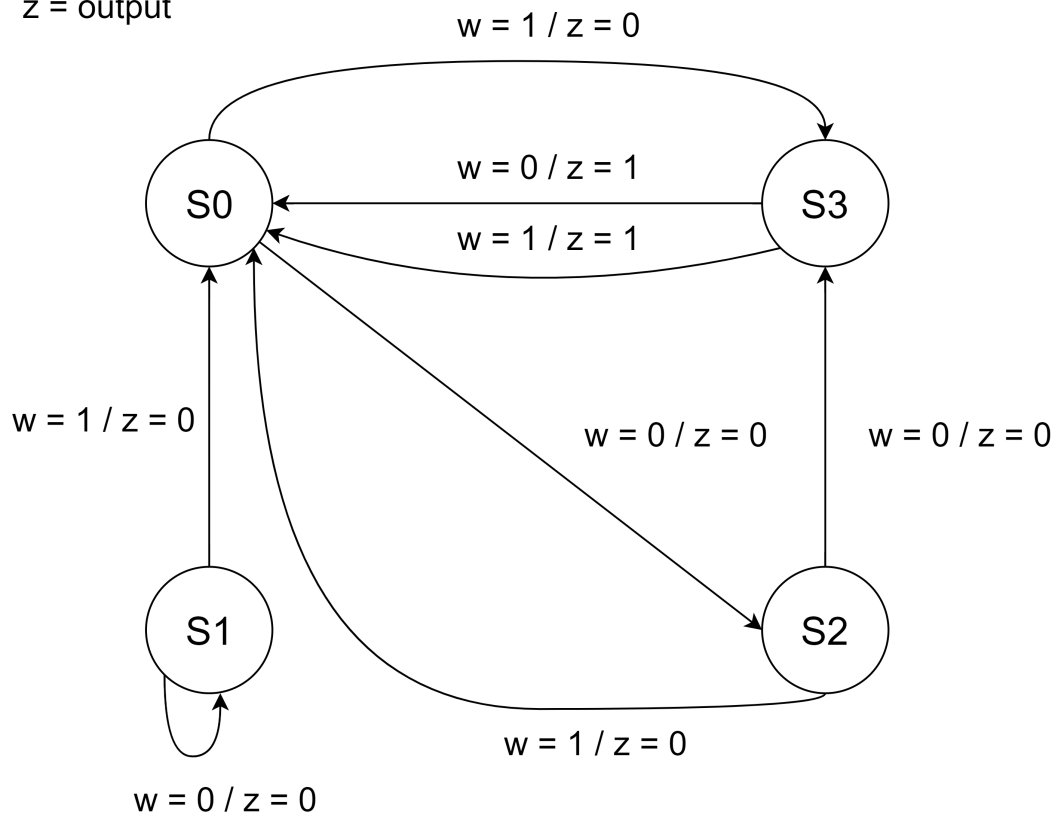 z = output
w = 1 / z = 0
w = 0 / z = 1
S0
S3
w = 1 / z = 1
w = 1 / z = 0
w = 0 / z = 0
w = 0 / z = 0
S1
S2
w = 1 / z = 0
w = 0 / z = 0